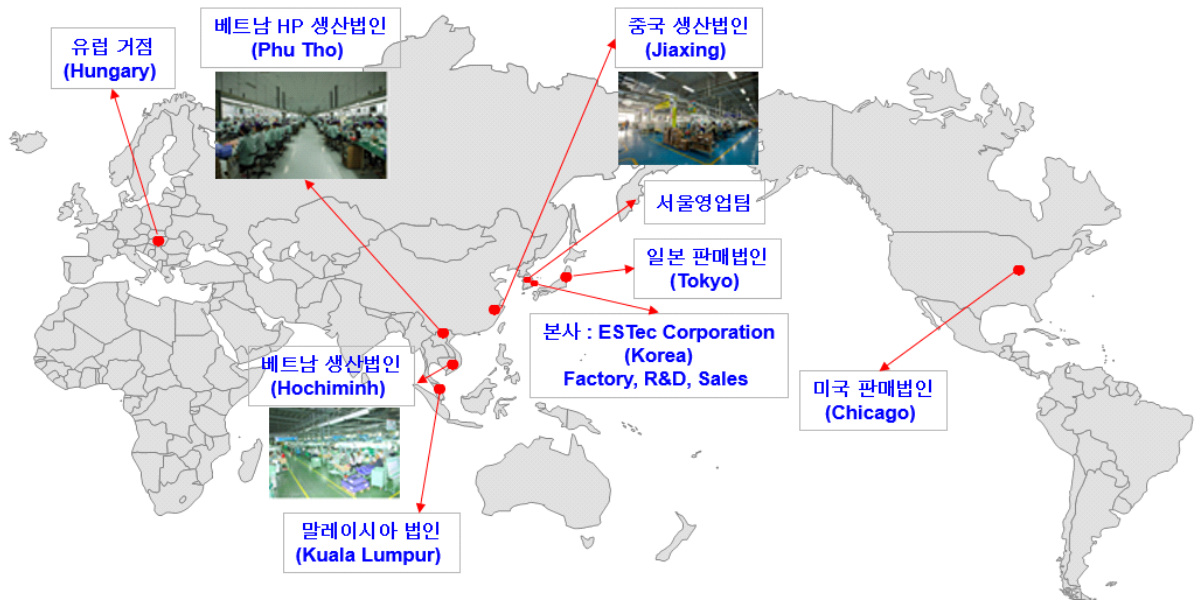 유럽 거점
(Hungary)
베트남 HP 생산법인
(Phu Tho)
중국 생산법인
(Jiaxing)
서울영업팀
일본 판매법인
(Tokyo)
본사 : ESTec Corporation
(Korea)
Factory, R&D, Sales
베트남 생산법인
(Hochiminh)
미국 판매법인
(Chicago)
말레이시아 법인
(Kuala Lumpur)